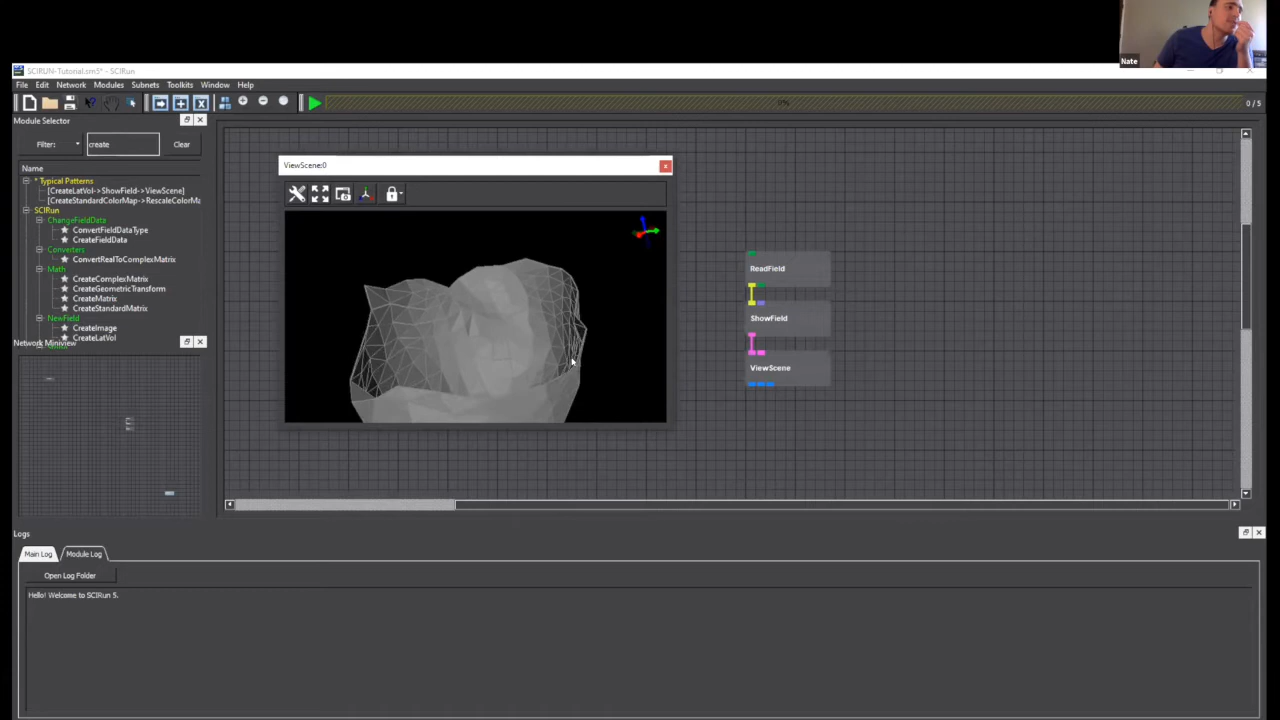 Nate
SCIRUN-Tutorial.srn5* - SCIRun
File Edit Network Modules Subnets Toolkits Window Help
0%
0 / 5
Module Selector
Filter: create Clear
Name
* Typical Patterns
[CreateLatVol->ShowField->ViewScene]
[CreateStandardColorMap->RescaleColorMa
SCIRun
ChangeFieldData
ConvertFieldDataType
CreateFieldData
Converters
ConvertRealToComplexMatrix
Math
CreateComplexMatrix
CreateGeometricTransform
CreateMatrix
CreateStandardMatrix
NewField
CreateImage
CreateLatVol
Network Miniview
ViewScene:0
ReadField
ShowField
ViewScene
Logs
Main Log Module Log
Open Log Folder
Hello! Welcome to SCIRun 5.